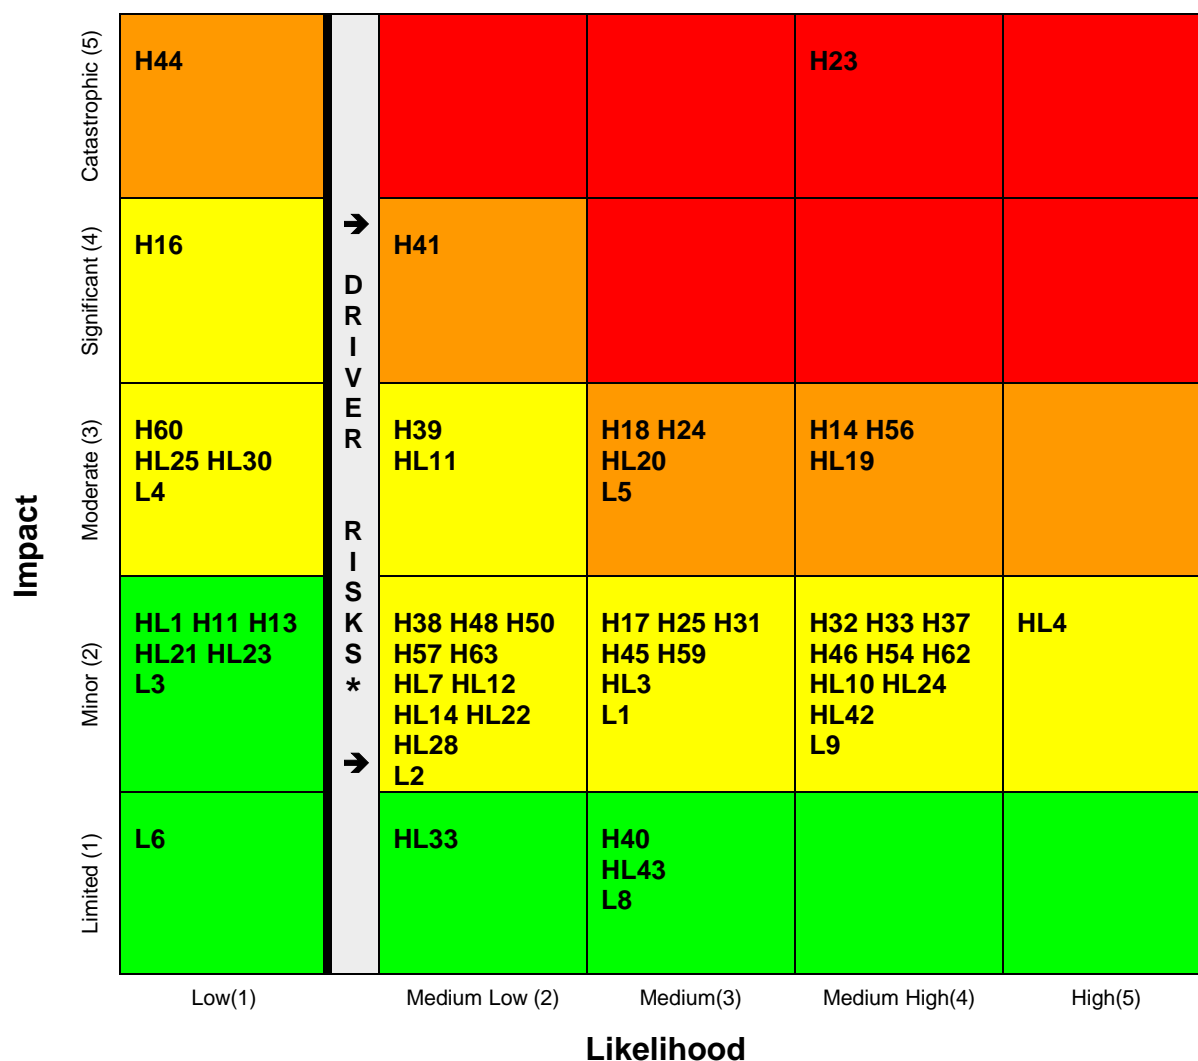 Impact
Catastrophic (5)
H44
H23
Significant (4)
H16
H41
Moderate (3)
H60
HL25 HL30
L4
H39
HL11
H18 H24
HL20
L5
H14 H56
HL19
Minor (2)
HL1 H11 H13
HL21 HL23
L3
H38 H48 H50
H57 H63
HL7 HL12
HL14 HL22
HL28
L2
H17 H25 H31
H45 H59
HL3
L1
H32 H33 H37
H46 H54 H62
HL10 HL24
HL42
L9
HL4
Limited (1)
L6
HL33
H40
HL43
L8
➔ DRIVER RISKS* ➔
Low(1)
Medium Low (2)
Medium(3)
Medium High(4)
High(5)
Likelihood